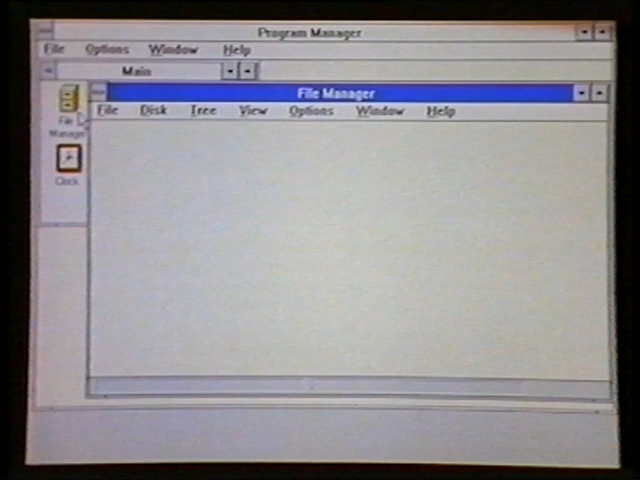 Program Manager
File Options Window Help
Main
File Manager
File Disk Tree View Options Window Help
File
Manager
Clock